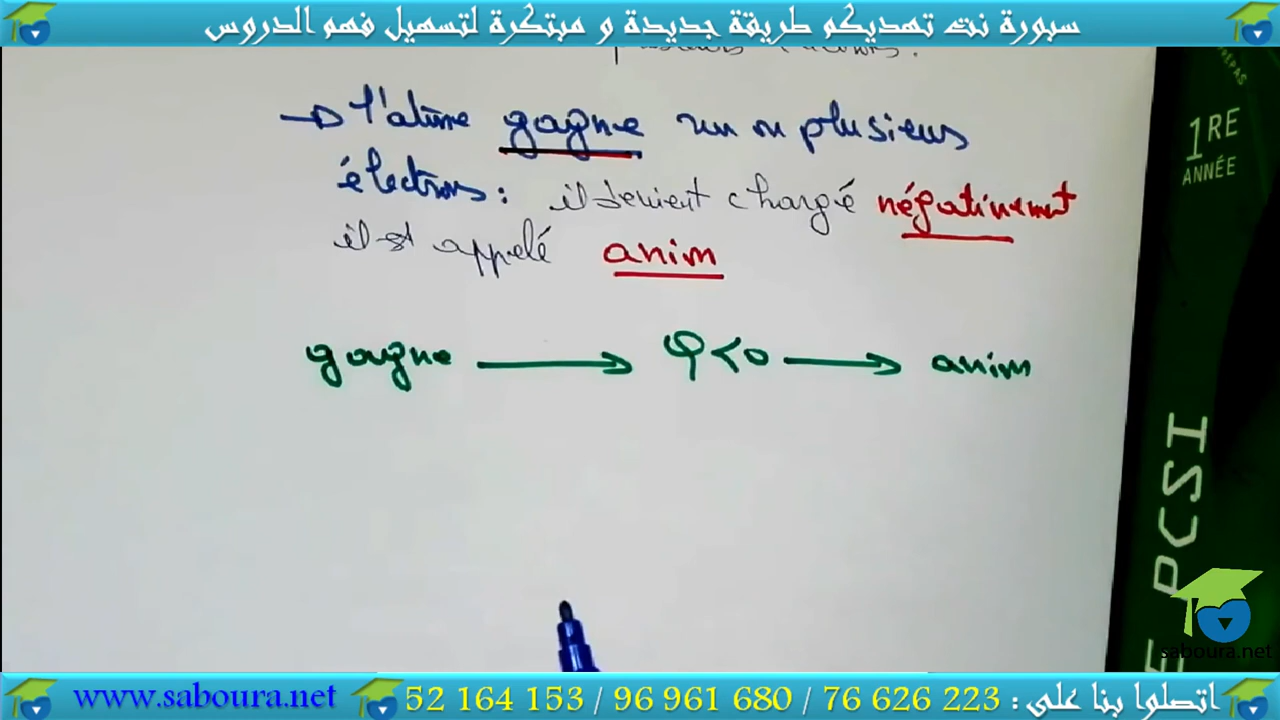 سبورة نت تهديكم طريقة جديدة و مبتكرة لتسهيل فهم الدروس
→ l'atome gagne un ou plusieurs
électrons : il devient chargé négativement
il est appelé anion
gagne → q<0 → anion
PRÉPAS
1RE
ANNÉE
PCSI
saboura.net
www.saboura.net
52 164 153 / 96 961 680 / 76 626 223 : اتصلوا بنا على